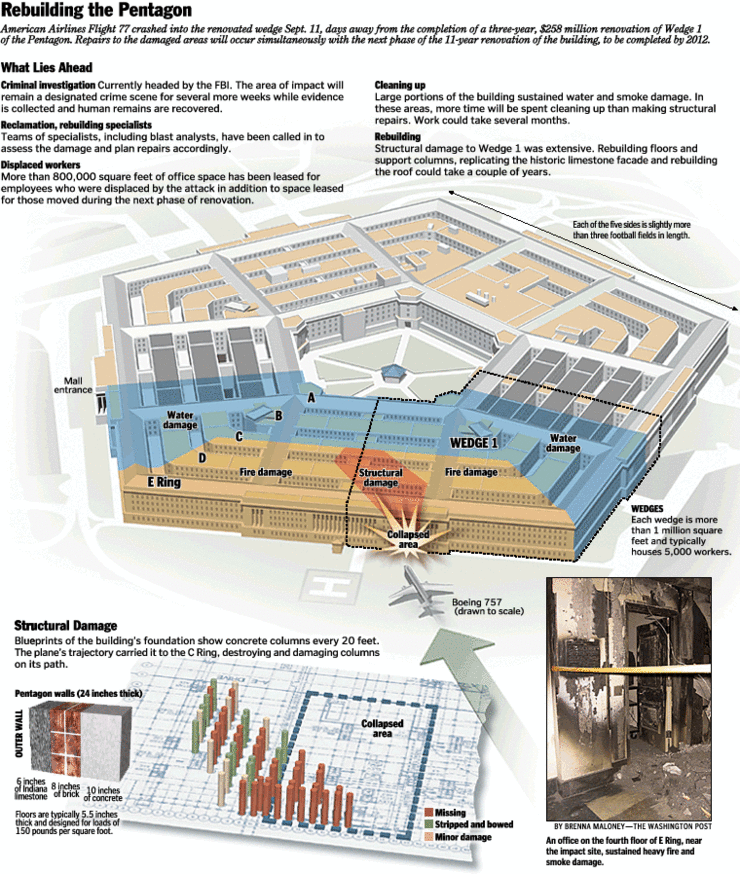 Rebuilding the Pentagon
American Airlines Flight 77 crashed into the renovated wedge Sept. 11, days away from the completion of a three-year, $258 million renovation of Wedge 1
of the Pentagon. Repairs to the damaged areas will occur simultaneously with the next phase of the 11-year renovation of the building, to be completed by 2012.
What Lies Ahead
Criminal investigation Currently headed by the FBI. The area of impact will
remain a designated crime scene for several more weeks while evidence
is collected and human remains are recovered.
Reclamation, rebuilding specialists
Teams of specialists, including blast analysts, have been called in to
assess the damage and plan repairs accordingly.
Displaced workers
More than 800,000 square feet of office space has been leased for
employees who were displaced by the attack in addition to space leased
for those moved during the next phase of renovation.
Cleaning up
Large portions of the building sustained water and smoke damage. In
these areas, more time will be spent cleaning up than making structural
repairs. Work could take several months.
Rebuilding
Structural damage to Wedge 1 was extensive. Rebuilding floors and
support columns, replicating the historic limestone facade and rebuilding
the roof could take a couple of years.
Each of the five sides is slightly more
than three football fields in length.
Mall
entrance
A
B
C
D
E Ring
Water
damage
Fire damage
Structural
damage
WEDGE 1
Fire damage
Water
damage
Collapsed
area
WEDGES
Each wedge is more
than 1 million square
feet and typically
houses 5,000 workers.
Boeing 757
(drawn to scale)
Structural Damage
Blueprints of the building's foundation show concrete columns every 20 feet.
The plane's trajectory carried it to the C Ring, destroying and damaging columns
on its path.
Pentagon walls (24 inches thick)
OUTER WALL
6 inches
of Indiana
limestone
8 inches
of brick
10 inches
of concrete
Floors are typically 5.5 inches
thick and designed for loads of
150 pounds per square foot.
Collapsed
area
Missing
Stripped and bowed
Minor damage
BY BRENNA MALONEY—THE WASHINGTON POST
An office on the fourth floor of E Ring, near
the impact site, sustained heavy fire and
smoke damage.